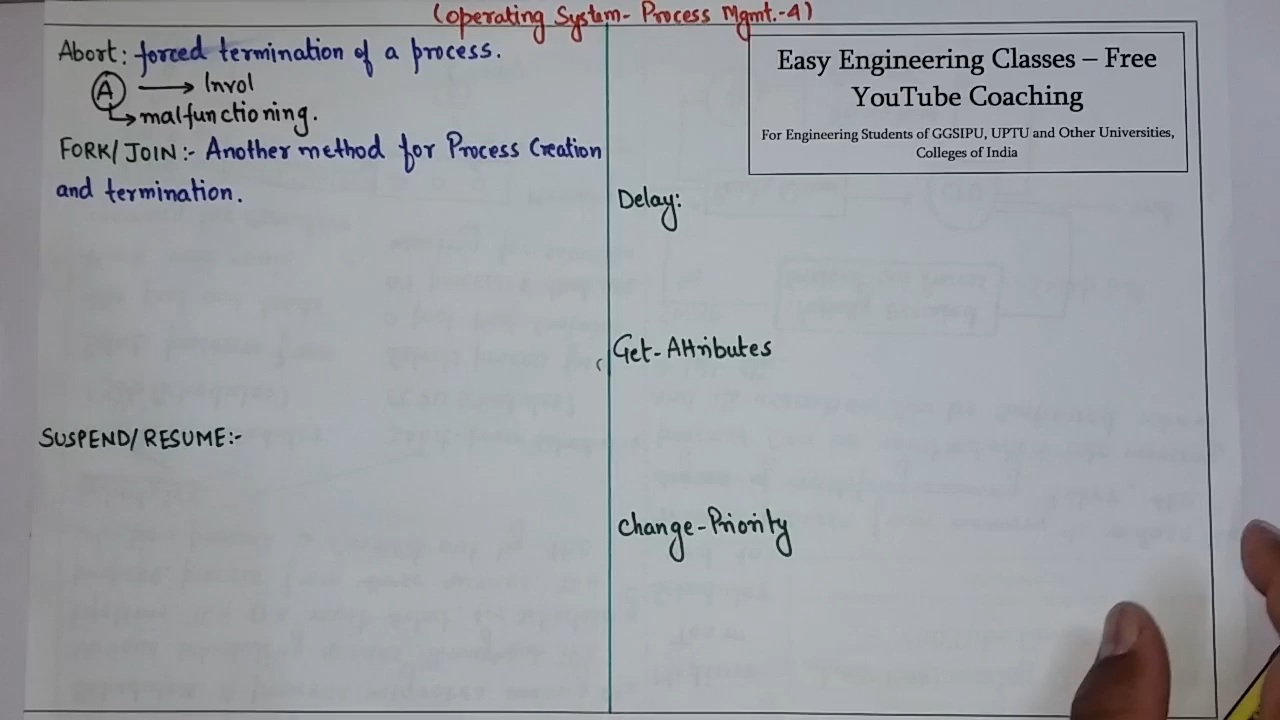 (Operating System- Process Mgmt.-4)
Abort: forced termination of a process.
A → Invol
↳ malfunctioning.
FORK/JOIN:- Another method for Process Creation
and termination.
SUSPEND/RESUME:-
Easy Engineering Classes – Free
YouTube Coaching
For Engineering Students of GGSIPU, UPTU and Other Universities,
Colleges of India
Delay:
Get-Attributes
Change-Priority